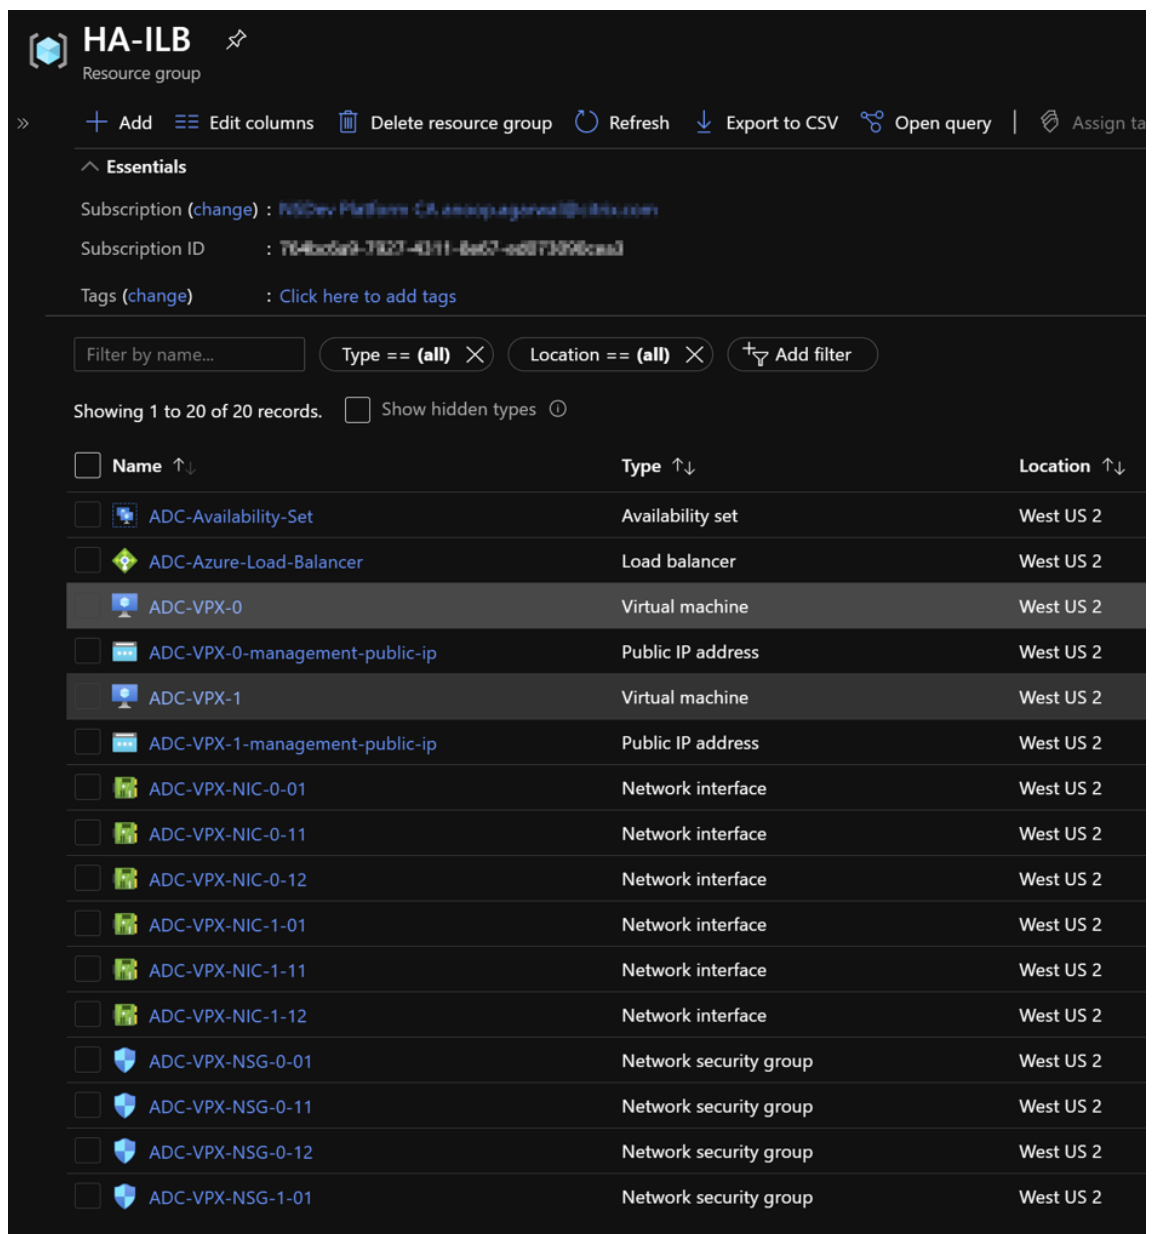 HA-ILB
Resource group
Add Edit columns Delete resource group Refresh Export to CSV Open query | Assign ta
Essentials
Subscription (change) :
Subscription ID :
Tags (change) : Click here to add tags
Filter by name... Type == (all) Location == (all) Add filter
Showing 1 to 20 of 20 records. Show hidden types
Name Type Location
ADC-Availability-Set Availability set West US 2
ADC-Azure-Load-Balancer Load balancer West US 2
ADC-VPX-0 Virtual machine West US 2
ADC-VPX-0-management-public-ip Public IP address West US 2
ADC-VPX-1 Virtual machine West US 2
ADC-VPX-1-management-public-ip Public IP address West US 2
ADC-VPX-NIC-0-01 Network interface West US 2
ADC-VPX-NIC-0-11 Network interface West US 2
ADC-VPX-NIC-0-12 Network interface West US 2
ADC-VPX-NIC-1-01 Network interface West US 2
ADC-VPX-NIC-1-11 Network interface West US 2
ADC-VPX-NIC-1-12 Network interface West US 2
ADC-VPX-NSG-0-01 Network security group West US 2
ADC-VPX-NSG-0-11 Network security group West US 2
ADC-VPX-NSG-0-12 Network security group West US 2
ADC-VPX-NSG-1-01 Network security group West US 2